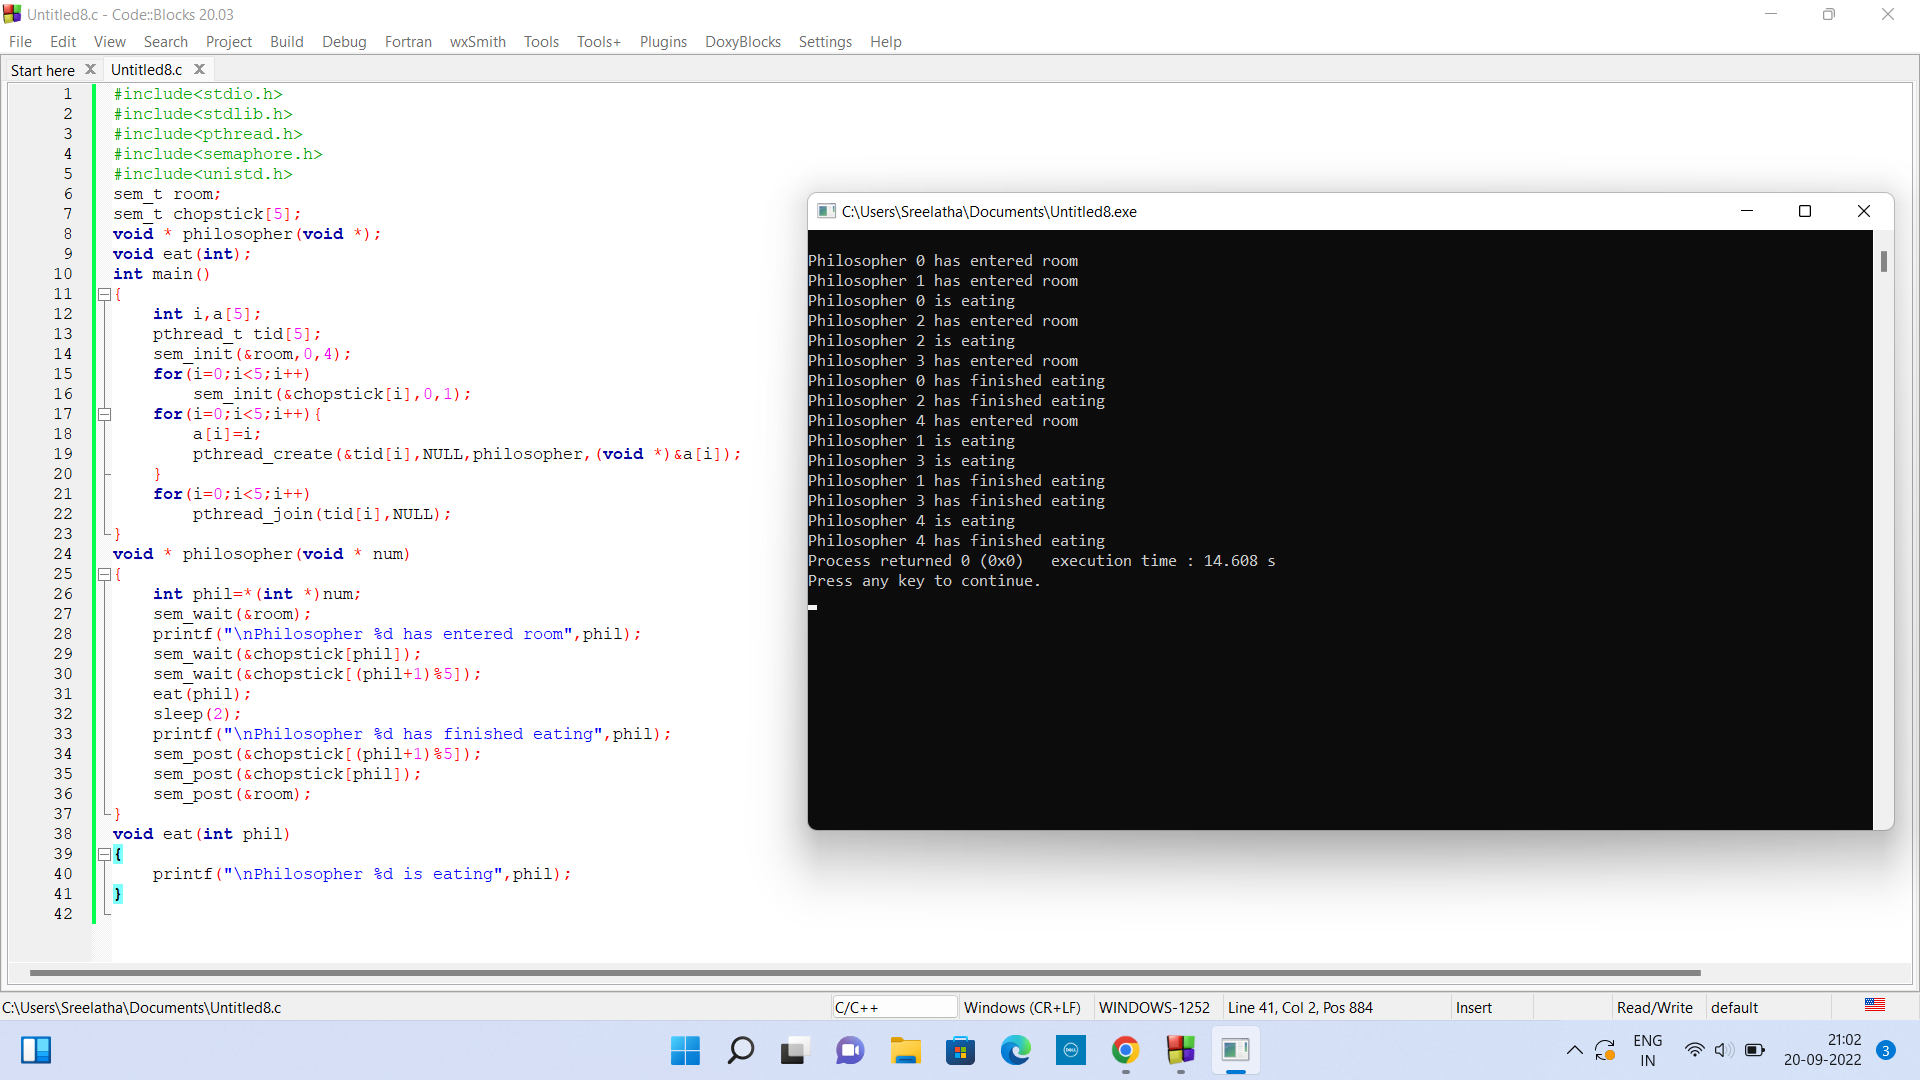 Untitled8.c - Code::Blocks 20.03
File Edit View Search Project Build Debug Fortran wxSmith Tools Tools+ Plugins DoxyBlocks Settings Help
Start here Untitled8.c
1 #include<stdio.h>
2 #include<stdlib.h>
3 #include<pthread.h>
4 #include<semaphore.h>
5 #include<unistd.h>
6 sem_t room;
7 sem_t chopstick[5];
8 void * philosopher(void *);
9 void eat(int);
10 int main()
11 {
12 int i,a[5];
13 pthread_t tid[5];
14 sem_init(&room,0,4);
15 for(i=0;i<5;i++)
16 sem_init(&chopstick[i],0,1);
17 for(i=0;i<5;i++){
18 a[i]=i;
19 pthread_create(&tid[i],NULL,philosopher,(void *)&a[i]);
20 }
21 for(i=0;i<5;i++)
22 pthread_join(tid[i],NULL);
23 }
24 void * philosopher(void * num)
25 {
26 int phil=*(int *)num;
27 sem_wait(&room);
28 printf("\nPhilosopher %d has entered room",phil);
29 sem_wait(&chopstick[phil]);
30 sem_wait(&chopstick[(phil+1)%5]);
31 eat(phil);
32 sleep(2);
33 printf("\nPhilosopher %d has finished eating",phil);
34 sem_post(&chopstick[(phil+1)%5]);
35 sem_post(&chopstick[phil]);
36 sem_post(&room);
37 }
38 void eat(int phil)
39 {
40 printf("\nPhilosopher %d is eating",phil);
41 }
42
C:\Users\Sreelatha\Documents\Untitled8.exe
Philosopher 0 has entered room
Philosopher 1 has entered room
Philosopher 0 is eating
Philosopher 2 has entered room
Philosopher 2 is eating
Philosopher 3 has entered room
Philosopher 0 has finished eating
Philosopher 2 has finished eating
Philosopher 4 has entered room
Philosopher 1 is eating
Philosopher 3 is eating
Philosopher 1 has finished eating
Philosopher 3 has finished eating
Philosopher 4 is eating
Philosopher 4 has finished eating
Process returned 0 (0x0) execution time : 14.608 s
Press any key to continue.
C:\Users\Sreelatha\Documents\Untitled8.c C/C++ Windows (CR+LF) WINDOWS-1252 Line 41, Col 2, Pos 884 Insert Read/Write default
ENG 21:02
IN 20-09-2022 3